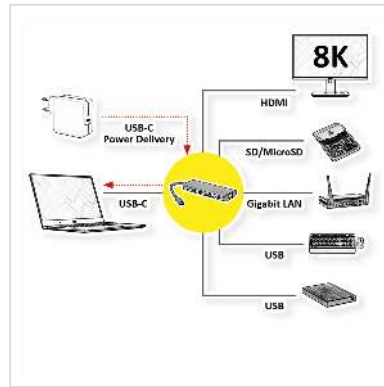 8K
HDMI
USB-C
Power Delivery
SD/MicroSD
USB-C
Gigabit LAN
USB
USB